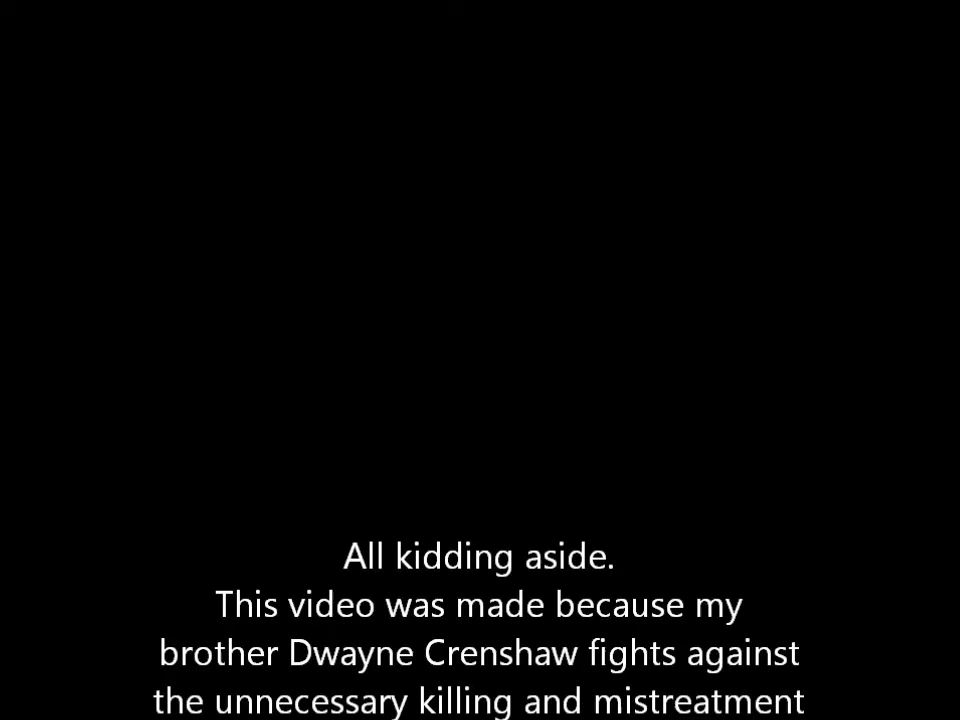 All kidding aside.
This video was made because my
brother Dwayne Crenshaw fights against
the unnecessary killing and mistreatment